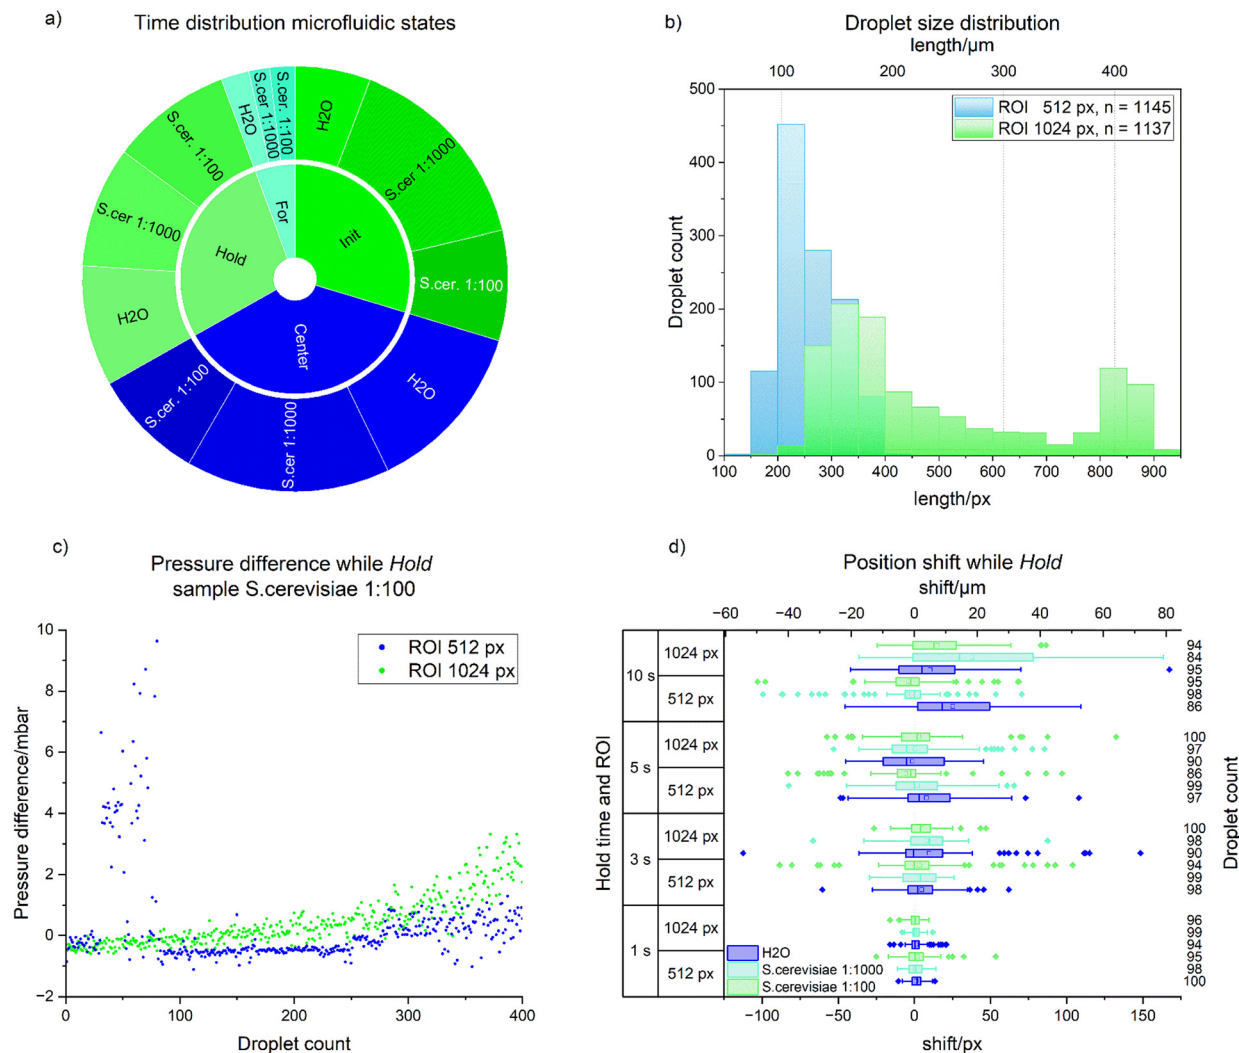 a)
Time distribution microfluidic states
H2O
S.cer. 1:1000
S.cer. 1:100
H2O
S.cer 1:1000
S.cer. 1:100
H2O
S.cer 1:1000
S.cer. 1:100
H2O
S.cer 1:1000
S.cer. 1:100
For
Init
Hold
Center
b)
Droplet size distribution
length/µm
100 200 300 400
ROI 512 px, n = 1145
ROI 1024 px, n = 1137
Droplet count
500
400
300
200
100
0
100 200 300 400 500 600 700 800 900
length/px
c)
Pressure difference while Hold
sample S.cerevisiae 1:100
ROI 512 px
ROI 1024 px
Pressure difference/mbar
10
8
6
4
2
0
−2
0 100 200 300 400
Droplet count
d)
Position shift while Hold
shift/µm
−60 −40 −20 0 20 40 60 80
Hold time and ROI
10 s
1024 px
512 px
5 s
1024 px
512 px
3 s
1024 px
512 px
1 s
1024 px
512 px
94
84
95
95
98
86
100
97
90
86
99
97
100
98
90
94
99
98
96
99
94
95
98
100
Droplet count
H2O
S.cerevisiae 1:1000
S.cerevisiae 1:100
−100 −50 0 50 100 150
shift/px